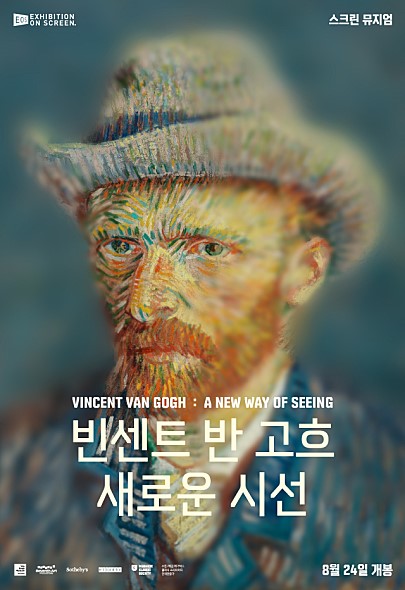 EOS
EXHIBITION
ON SCREEN.
스크린 뮤지엄
VINCENT VAN GOGH : A NEW WAY OF SEEING
빈센트 반 고흐
새로운 시선
Sotheby's
8월 24일 개봉